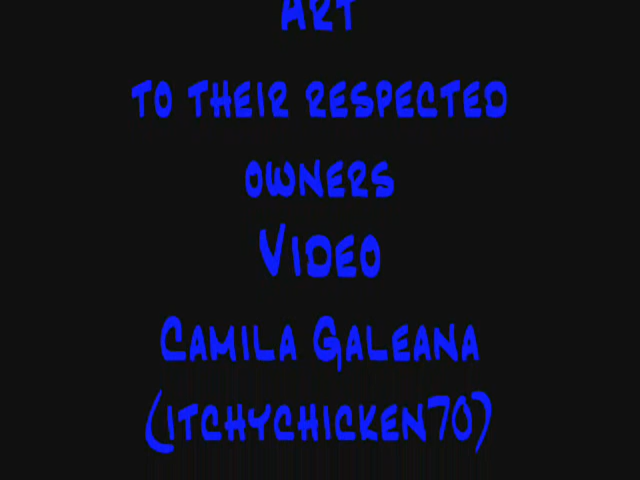 Art
to their respected
owners
Video
Camila Galeana
(itchychicken70)